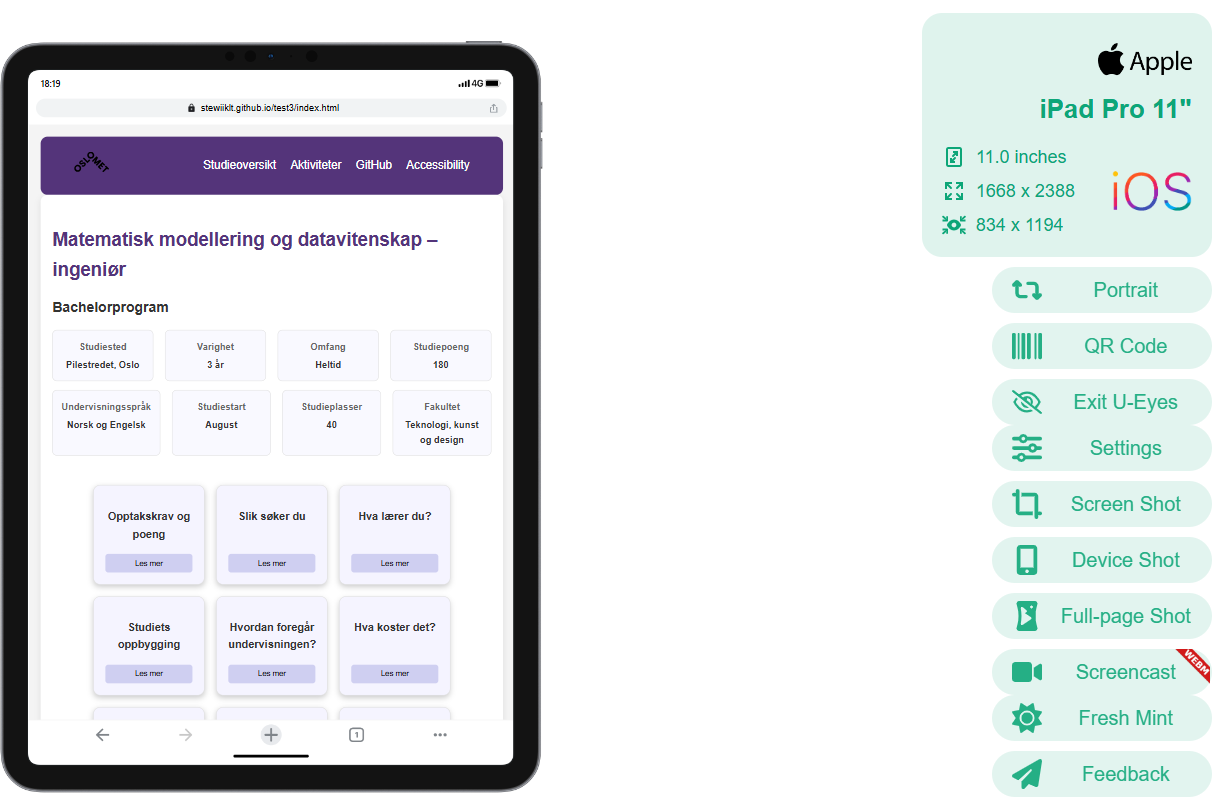 18:19
4G
stewiiklt.github.io/test3/index.html
OSLOMET
Studieoversikt Aktiviteter GitHub Accessibility
Matematisk modellering og datavitenskap –
ingeniør
Bachelorprogram
Studiested
Pilestredet, Oslo
Varighet
3 år
Omfang
Heltid
Studiepoeng
180
Undervisningsspråk
Norsk og Engelsk
Studiestart
August
Studieplasser
40
Fakultet
Teknologi, kunst
og design
Opptakskrav og
poeng
Les mer
Slik søker du
Les mer
Hva lærer du?
Les mer
Studiets
oppbygging
Les mer
Hvordan foregår
undervisningen?
Les mer
Hva koster det?
Les mer
1
Apple
iPad Pro 11"
11.0 inches
1668 x 2388
834 x 1194
iOS
Portrait
QR Code
Exit U-Eyes
Settings
Screen Shot
Device Shot
Full-page Shot
Screencast
WEBM
Fresh Mint
Feedback